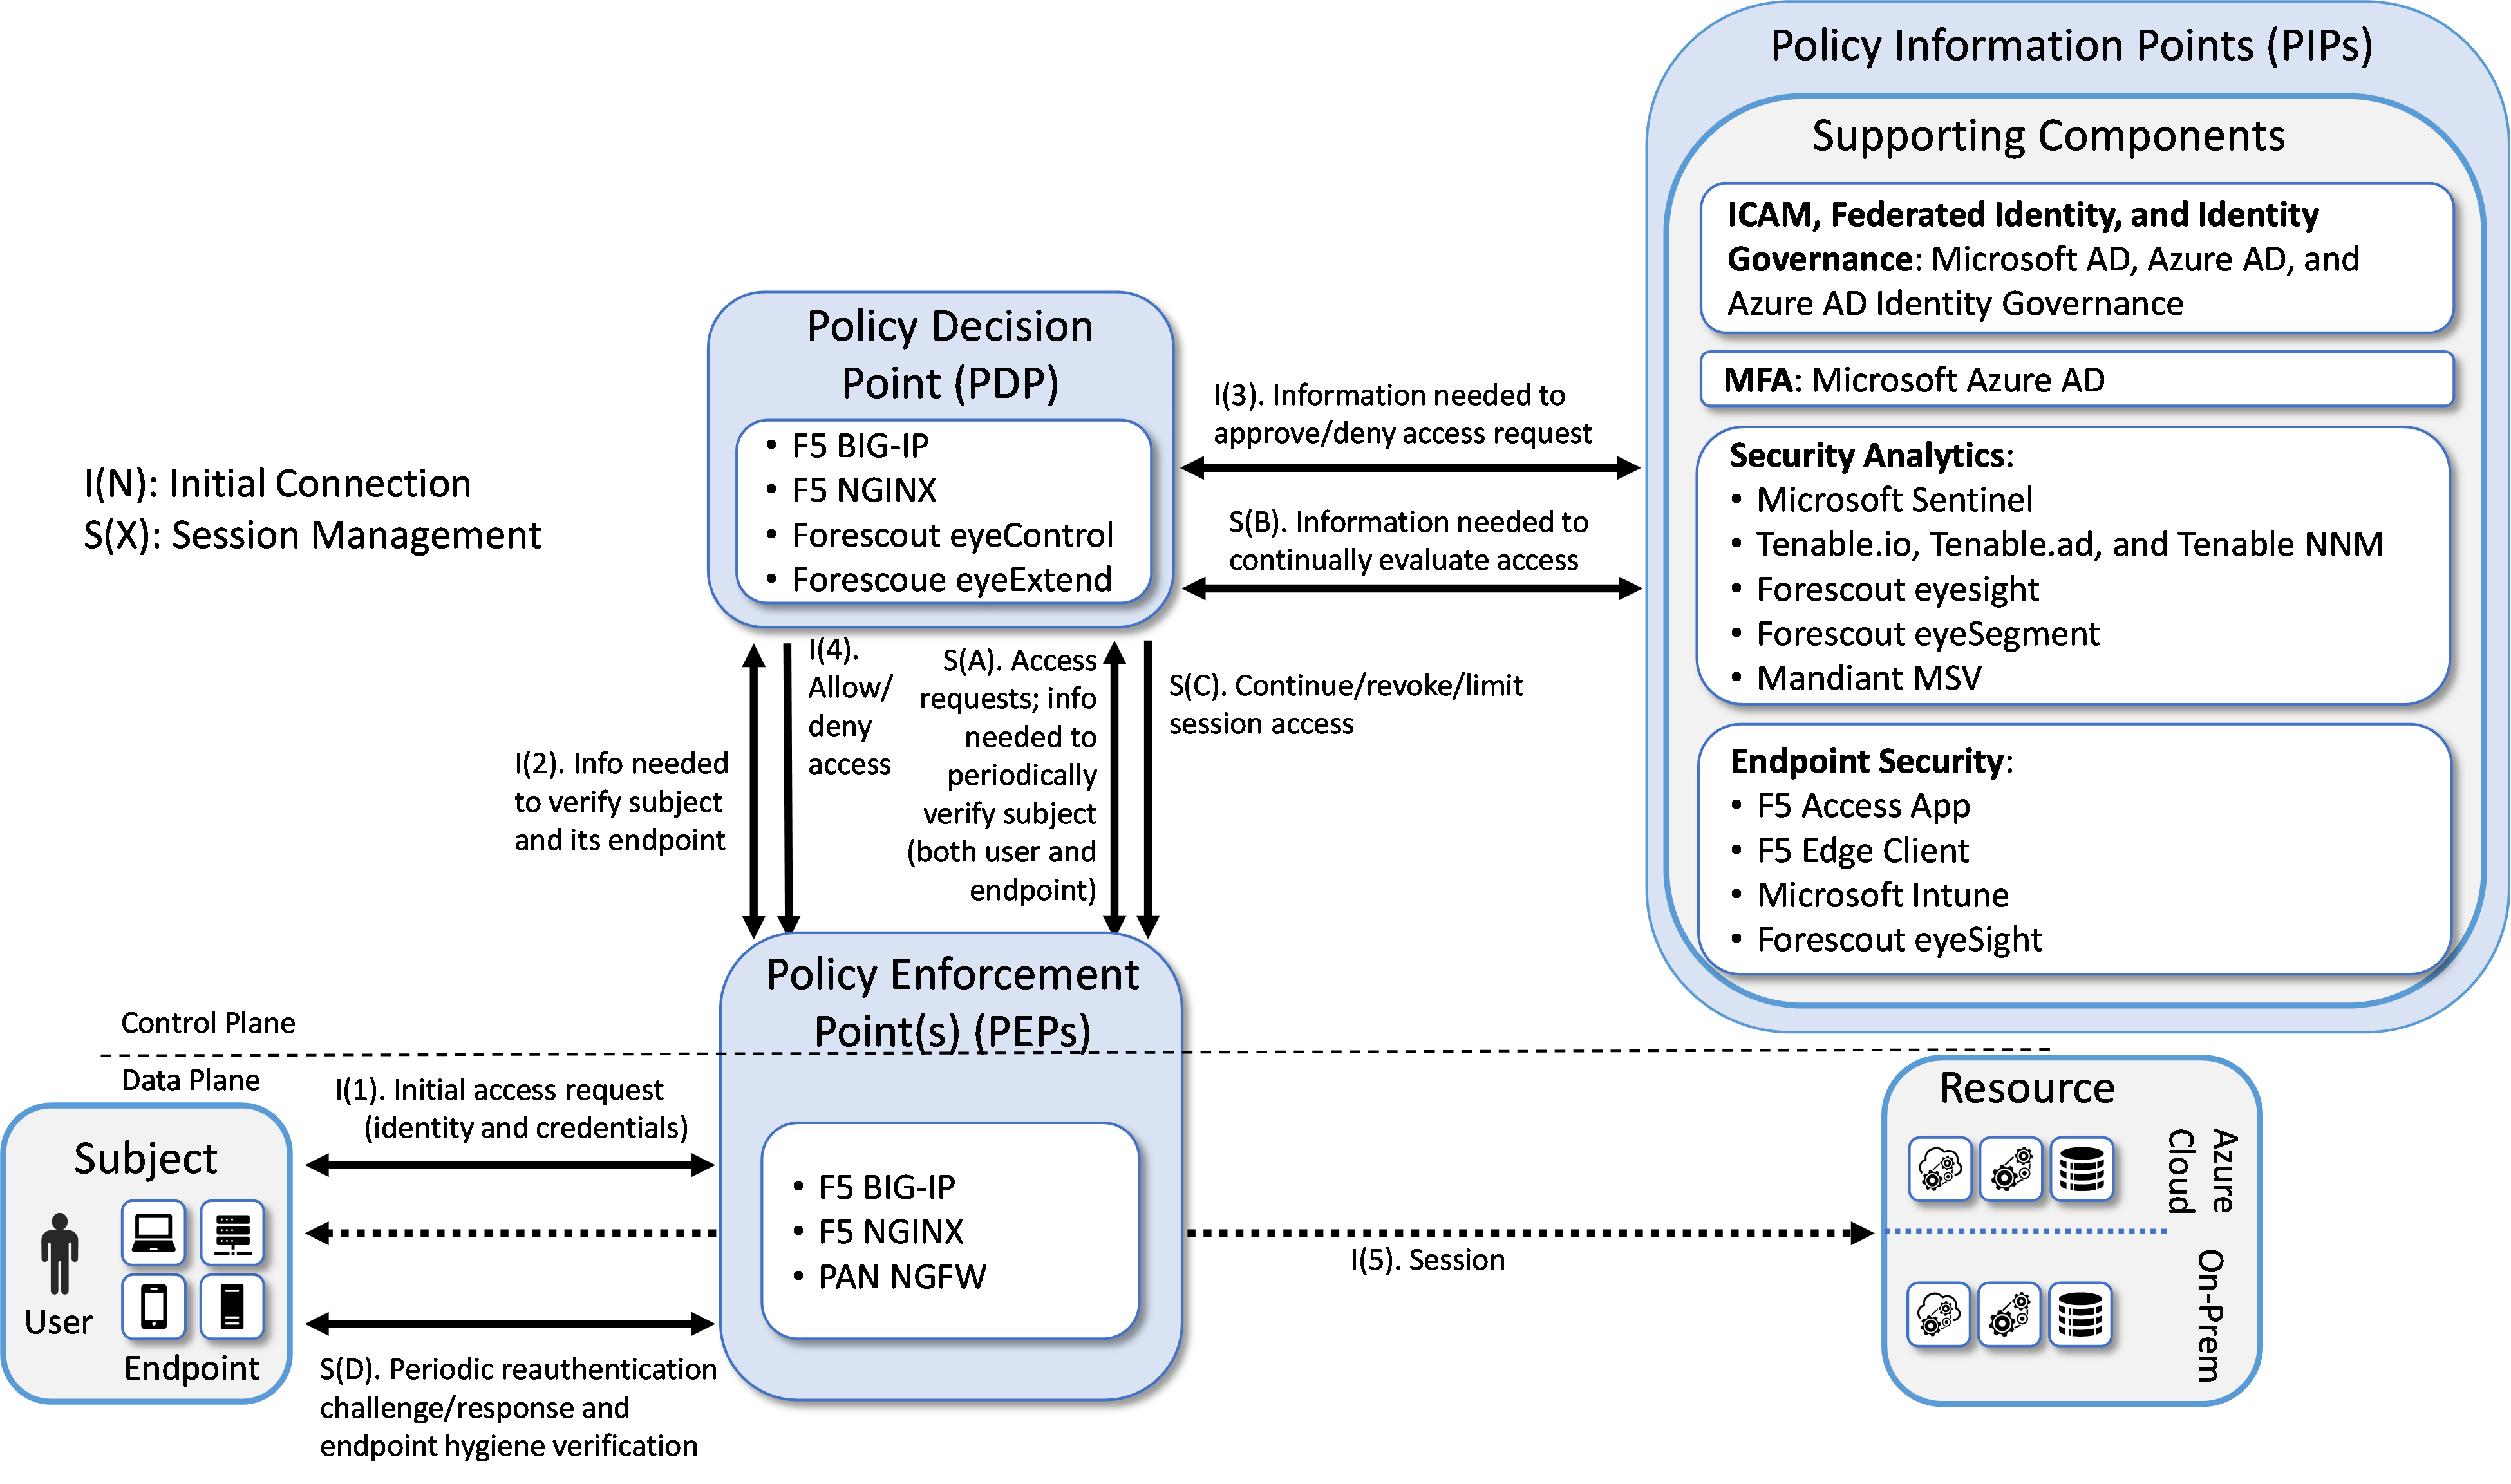 Policy Information Points (PIPs)
Supporting Components
ICAM, Federated Identity, and Identity
Governance: Microsoft AD, Azure AD, and
Azure AD Identity Governance
MFA: Microsoft Azure AD
Security Analytics:
• Microsoft Sentinel
• Tenable.io, Tenable.ad, and Tenable NNM
• Forescout eyesight
• Forescout eyeSegment
• Mandiant MSV
Endpoint Security:
• F5 Access App
• F5 Edge Client
• Microsoft Intune
• Forescout eyeSight
Policy Decision
Point (PDP)
• F5 BIG-IP
• F5 NGINX
• Forescout eyeControl
• Forescoue eyeExtend
I(3). Information needed to
approve/deny access request
S(B). Information needed to
continually evaluate access
I(N): Initial Connection
S(X): Session Management
I(2). Info needed
to verify subject
and its endpoint
I(4).
Allow/
deny
access
S(A). Access
requests; info
needed to
periodically
verify subject
(both user and
endpoint)
S(C). Continue/revoke/limit
session access
Policy Enforcement
Point(s) (PEPs)
• F5 BIG-IP
• F5 NGINX
• PAN NGFW
Control Plane
Data Plane
I(1). Initial access request
(identity and credentials)
Subject
User
Endpoint
S(D). Periodic reauthentication
challenge/response and
endpoint hygiene verification
I(5). Session
Resource
Azure
Cloud
On-Prem